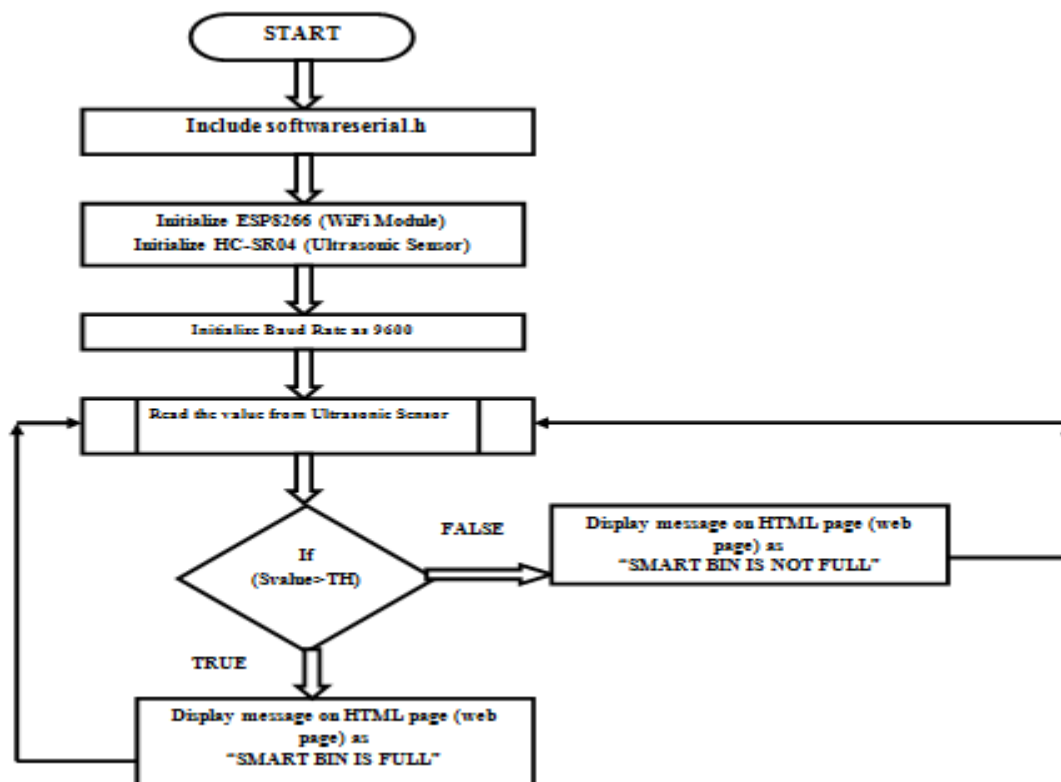 START
Include softwareserial.h
Initialize ESP8266 (WiFi Module)
Initialize HC-SR04 (Ultrasonic Sensor)
Initialize Baud Rate as 9600
Read the value from Ultrasonic Sensor
If
(Svalue>TH)
FALSE
Display message on HTML page (web
page) as
"SMART BIN IS NOT FULL"
TRUE
Display message on HTML page (web
page) as
"SMART BIN IS FULL"